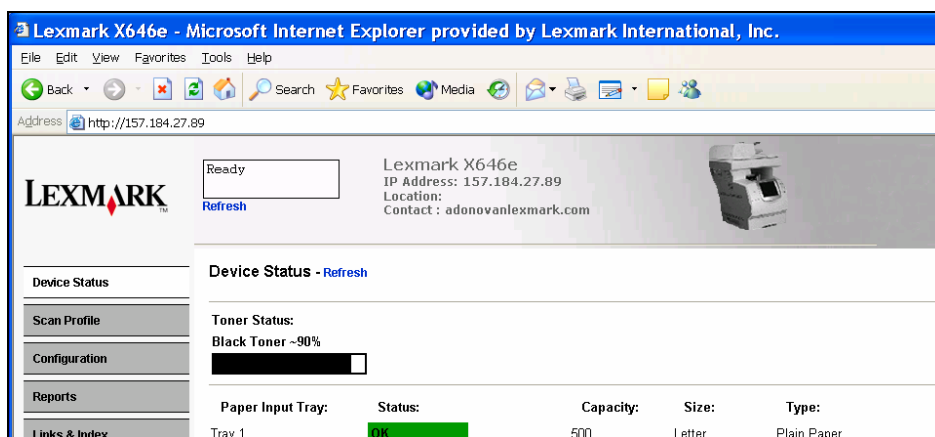 Lexmark X646e - Microsoft Internet Explorer provided by Lexmark International, Inc.
File Edit View Favorites Tools Help
Back Search Favorites Media
Address http://157.184.27.89
LEXMARK TM
Ready
Refresh
Lexmark X646e
IP Address: 157.184.27.89
Location:
Contact : adonovanlexmark.com
Device Status
Scan Profile
Configuration
Reports
Links & Index
Device Status - Refresh
Toner Status:
Black Toner ~90%
Paper Input Tray: Status: Capacity: Size: Type:
Tray 1 OK 500 Letter Plain Paper